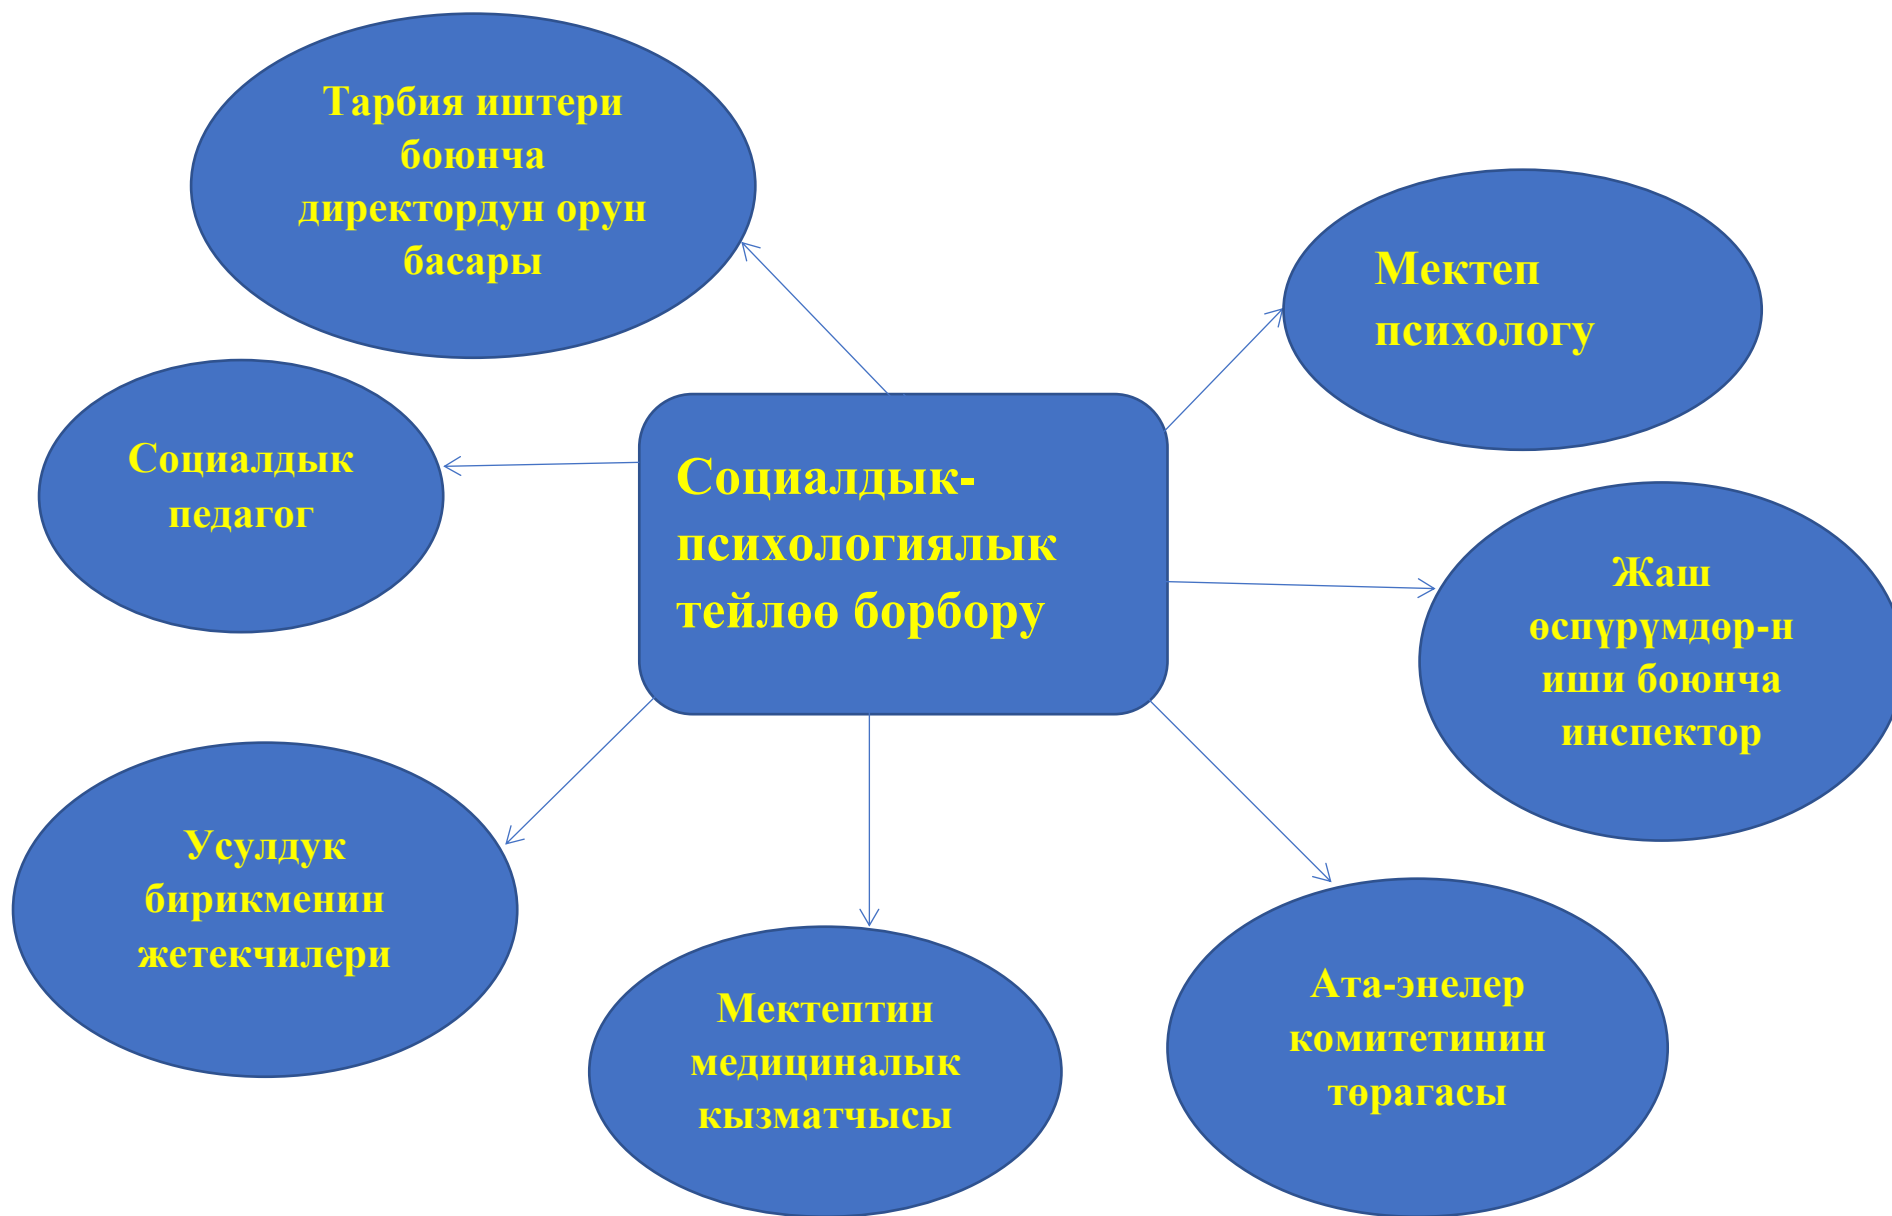 Тарбия иштери
боюнча
директордун орун
басары
Мектеп
психологу
Социалдык
педагог
Социалдык-
психологиялык
тейлөө борбору
Жаш
өспүрүмдөр-н
иши боюнча
инспектор
Усулдук
бирикменин
жетекчилери
Мектептин
медициналык
кызматчысы
Ата-энелер
комитетинин
төрагасы